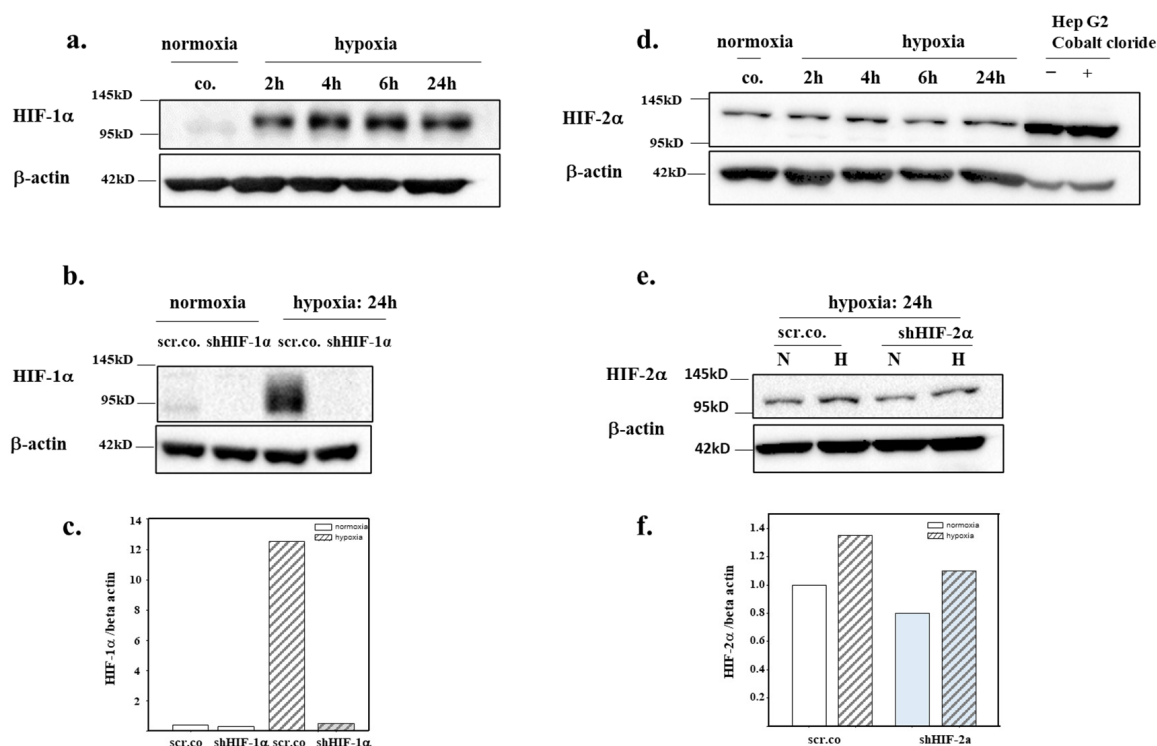 a.
normoxia hypoxia
co. 2h 4h 6h 24h
145kD
HIF-1α
95kD
β-actin 42kD
b.
normoxia hypoxia: 24h
scr.co. shHIF-1α scr.co. shHIF-1α
HIF-1α 145kD
95kD
β-actin 42kD
c.
14
12
10
8
6
4
2
HIF-1α /beta actin
normoxia
hypoxia
scr.co shHIF-1α scr.co shHIF-1α
d.
Hep G2
Cobalt cloride
normoxia hypoxia
co. 2h 4h 6h 24h − +
145kD
HIF-2α
95kD
β-actin 42kD
e.
hypoxia: 24h
scr.co. shHIF-2α
N H N H
HIF-2α 145kD
95kD
β-actin
42kD
f.
1.4
1.2
1.0
0.8
0.6
0.4
0.2
HIF-2α /beta actin
normoxia
hypoxia
scr.co shHIF-2a